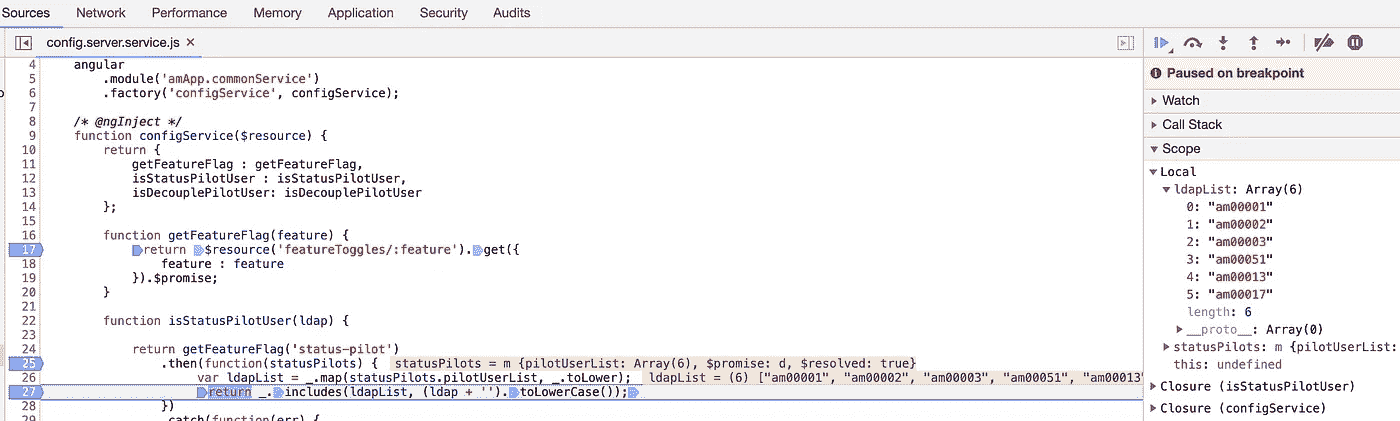 Sources Network Performance Memory Application Security Audits
config.server.service.js ×
4 angular
5 .module('amApp.commonService')
6 .factory('configService', configService);
7
8 /* @ngInject */
9 function configService($resource) {
10 return {
11 getFeatureFlag : getFeatureFlag,
12 isStatusPilotUser : isStatusPilotUser,
13 isDecouplePilotUser: isDecouplePilotUser
14 };
15
16 function getFeatureFlag(feature) {
17 return $resource('featureToggles/:feature').get({
18 feature : feature
19 }).$promise;
20 }
21
22 function isStatusPilotUser(ldap) {
23
24 return getFeatureFlag('status-pilot')
25 .then(function(statusPilots) { statusPilots = m {pilotUserList: Array(6), $promise: d, $resolved: true}
26 var ldapList = _.map(statusPilots.pilotUserList, _.toLower); ldapList = (6) ["am00001", "am00002", "am00003", "am00051", "am00013"
27 return _.includes(ldapList, (ldap + '').toLowerCase());
28 })
29 .catch(function(err) {
Paused on breakpoint
Watch
Call Stack
Scope
Local
ldapList: Array(6)
0: "am00001"
1: "am00002"
2: "am00003"
3: "am00051"
4: "am00013"
5: "am00017"
length: 6
__proto__: Array(0)
statusPilots: m {pilotUserList:
this: undefined
Closure (isStatusPilotUser)
Closure (configService)